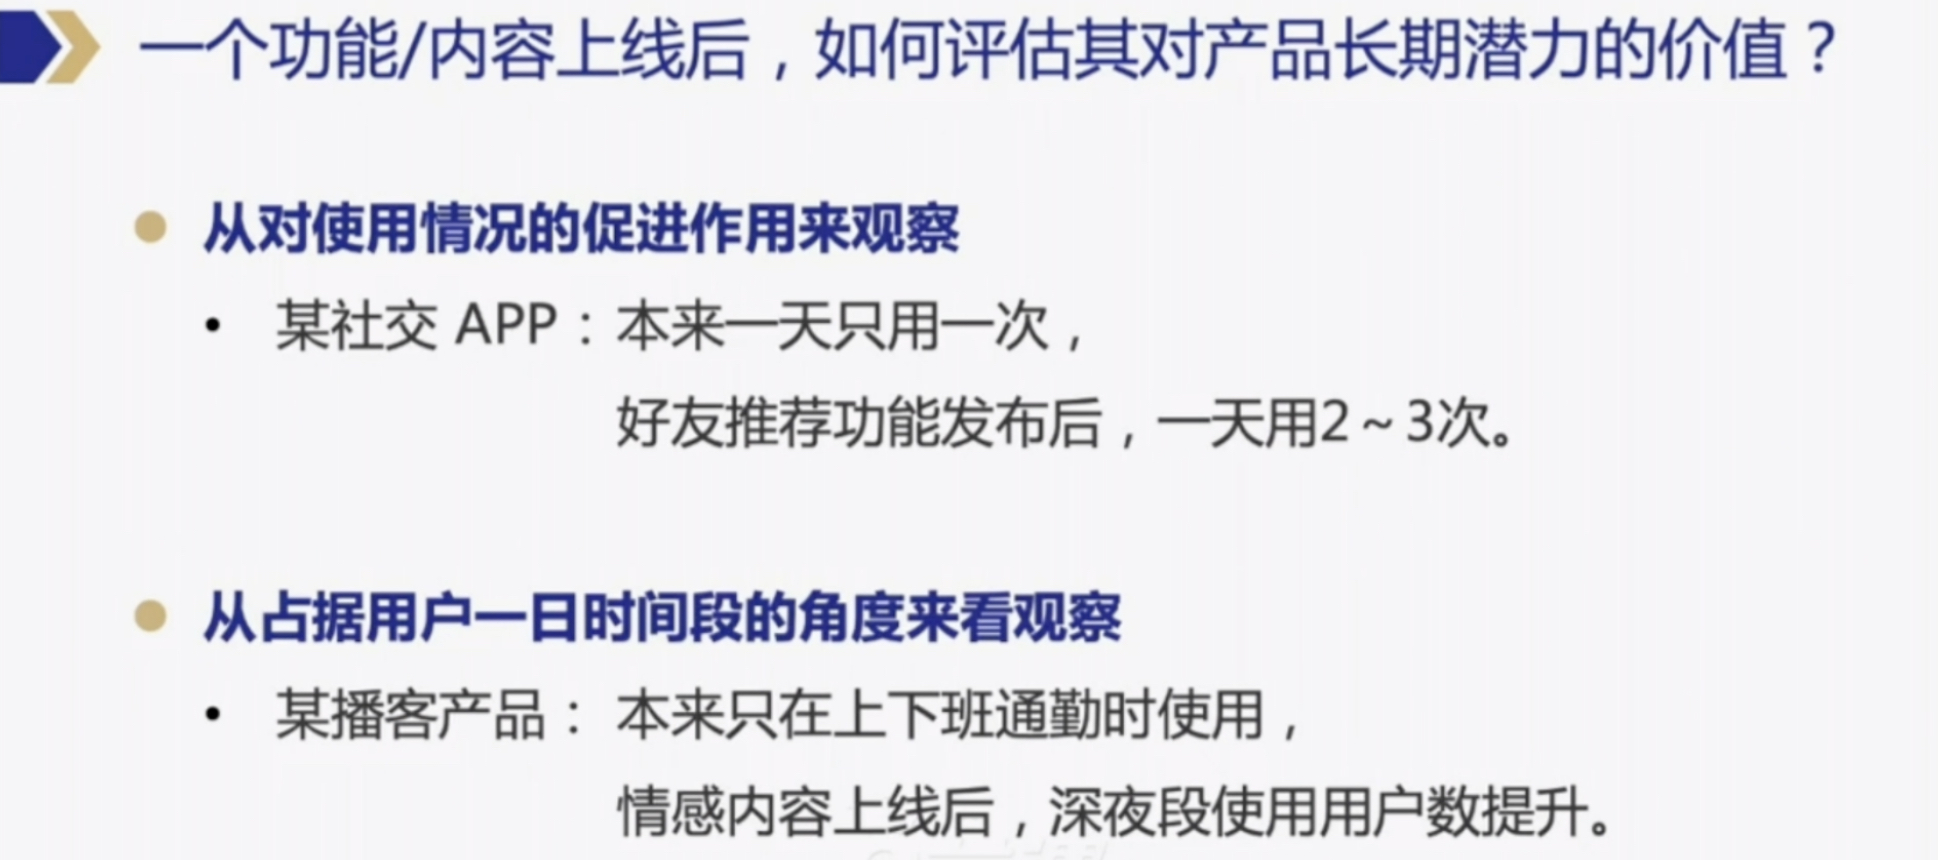 一个功能/内容上线后，如何评估其对产品长期潜力的价值？
从对使用情况的促进作用来观察
• 某社交 APP：本来一天只用一次，
好友推荐功能发布后，一天用2～3次。
从占据用户一日时间段的角度来看观察
• 某播客产品： 本来只在上下班通勤时使用，
情感内容上线后，深夜段使用用户数提升。